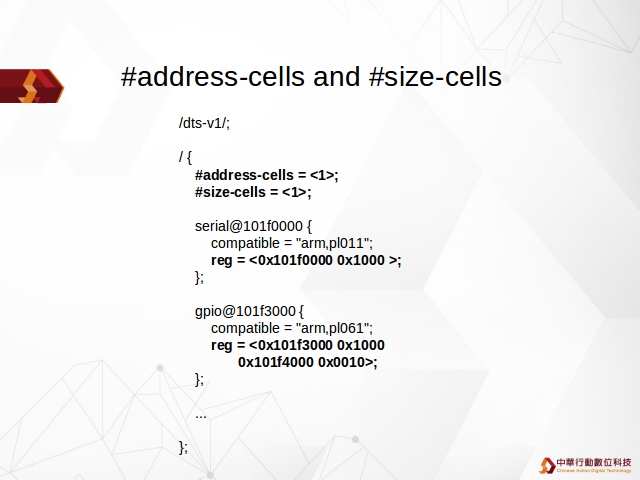 #address-cells and #size-cells
/dts-v1/;
/ {
#address-cells = <1>;
#size-cells = <1>;
serial@101f0000 {
compatible = "arm,pl011";
reg = <0x101f0000 0x1000 >;
};
gpio@101f3000 {
compatible = "arm,pl061";
reg = <0x101f3000 0x1000
0x101f4000 0x0010>;
};
...
};
中華行動數位科技
Chinese Action Digital Technology